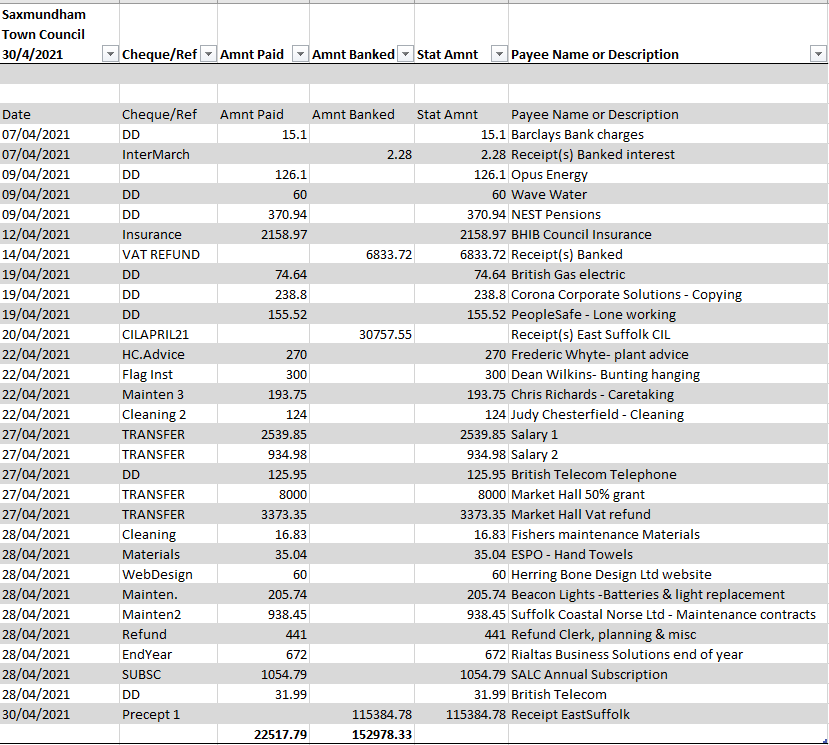 Saxmundham
Town Council
30/4/2021 Cheque/Ref Amnt Paid Amnt Banked Stat Amnt Payee Name or Description
Date Cheque/Ref Amnt Paid Amnt Banked Stat Amnt Payee Name or Description
07/04/2021 DD 15.1 15.1 Barclays Bank charges
07/04/2021 InterMarch 2.28 2.28 Receipt(s) Banked interest
09/04/2021 DD 126.1 126.1 Opus Energy
09/04/2021 DD 60 60 Wave Water
09/04/2021 DD 370.94 370.94 NEST Pensions
12/04/2021 Insurance 2158.97 2158.97 BHIB Council Insurance
14/04/2021 VAT REFUND 6833.72 6833.72 Receipt(s) Banked
19/04/2021 DD 74.64 74.64 British Gas electric
19/04/2021 DD 238.8 238.8 Corona Corporate Solutions - Copying
19/04/2021 DD 155.52 155.52 PeopleSafe - Lone working
20/04/2021 CILAPRIL21 30757.55 Receipt(s) East Suffolk CIL
22/04/2021 HC.Advice 270 270 Frederic Whyte- plant advice
22/04/2021 Flag Inst 300 300 Dean Wilkins- Bunting hanging
22/04/2021 Mainten 3 193.75 193.75 Chris Richards - Caretaking
22/04/2021 Cleaning 2 124 124 Judy Chesterfield - Cleaning
27/04/2021 TRANSFER 2539.85 2539.85 Salary 1
27/04/2021 TRANSFER 934.98 934.98 Salary 2
27/04/2021 DD 125.95 125.95 British Telecom Telephone
27/04/2021 TRANSFER 8000 8000 Market Hall 50% grant
27/04/2021 TRANSFER 3373.35 3373.35 Market Hall Vat refund
28/04/2021 Cleaning 16.83 16.83 Fishers maintenance Materials
28/04/2021 Materials 35.04 35.04 ESPO - Hand Towels
28/04/2021 WebDesign 60 60 Herring Bone Design Ltd website
28/04/2021 Mainten. 205.74 205.74 Beacon Lights -Batteries & light replacement
28/04/2021 Mainten2 938.45 938.45 Suffolk Coastal Norse Ltd - Maintenance contracts
28/04/2021 Refund 441 441 Refund Clerk, planning & misc
28/04/2021 EndYear 672 672 Rialtas Business Solutions end of year
28/04/2021 SUBSC 1054.79 1054.79 SALC Annual Subscription
28/04/2021 DD 31.99 31.99 British Telecom
30/04/2021 Precept 1 115384.78 115384.78 Receipt EastSuffolk
22517.79 152978.33